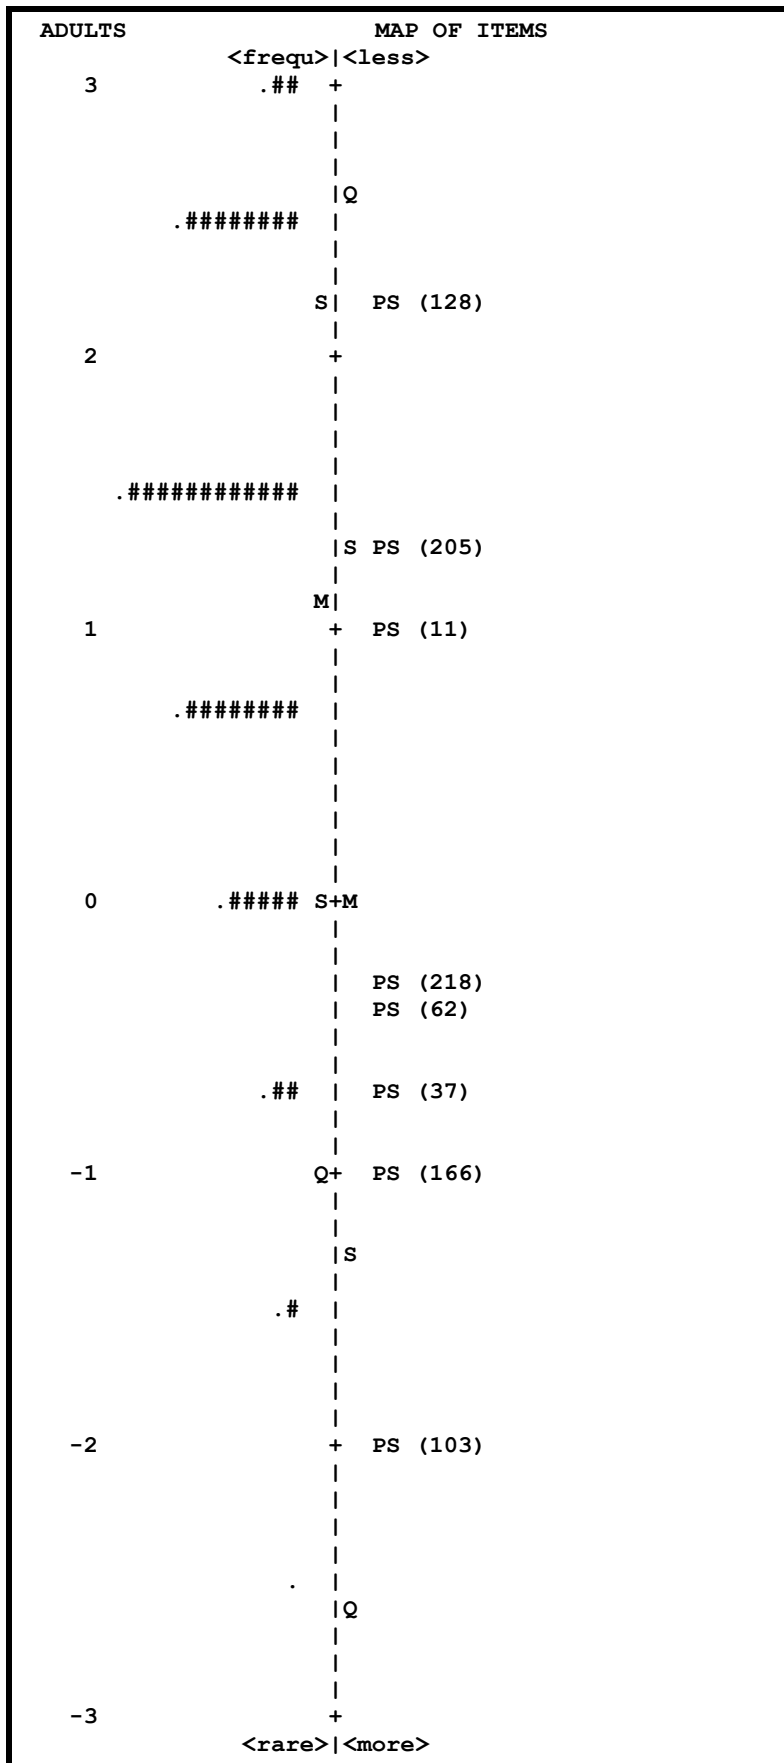 ADULTS                    MAP OF ITEMS
             <frequ>|<less>
   3           .##  +
                    |
                    |
                    |
                    |Q
         .########  |
                    |
                    |
                   S|  PS (128)
                    |
   2                +
                    |
                    |
                    |
                    |
     .############  |
                    |
                    |S PS (205)
                    |
                   M|
   1                +  PS (11)
                    |
                    |
         .########  |
                    |
                    |
                    |
                    |
                    |
                    |
   0        .##### S+M
                    |
                    |
                    |  PS (218)
                    |  PS (62)
                    |
                    |
               .##  |  PS (37)
                    |
                    |
  -1               Q+  PS (166)
                    |
                    |
                    |S
                    |
                .#  |
                    |
                    |
                    |
                    |
  -2                +  PS (103)
                    |
                    |
                    |
                    |
                 .  |
                    |Q
                    |
                    |
                    |
  -3                +
              <rare>|<more>